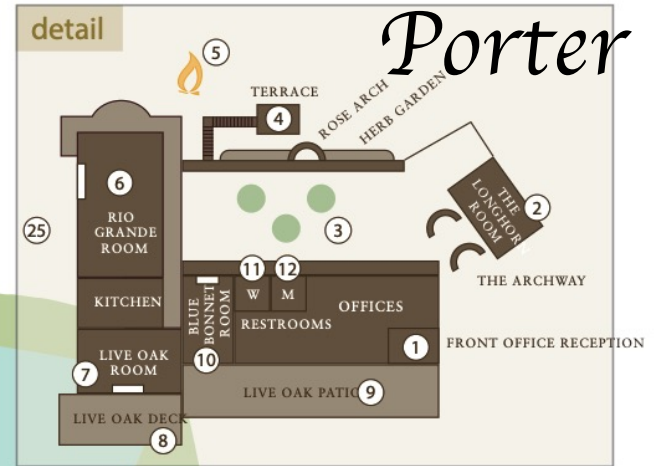 detail
Porter
5
TERRACE
4
ROSE ARCH
HERB GARDEN
6
RIO
GRANDE
ROOM
25
3
2
THE
LONGHOR
ROOM
THE ARCHWAY
KITCHEN
11
12
W
M
BLUE
BONNET
ROOM
10
RESTROOMS
OFFICES
1
FRONT OFFICE RECEPTION
LIVE OAK
ROOM
7
LIVE OAK PATIO
9
LIVE OAK DECK
8